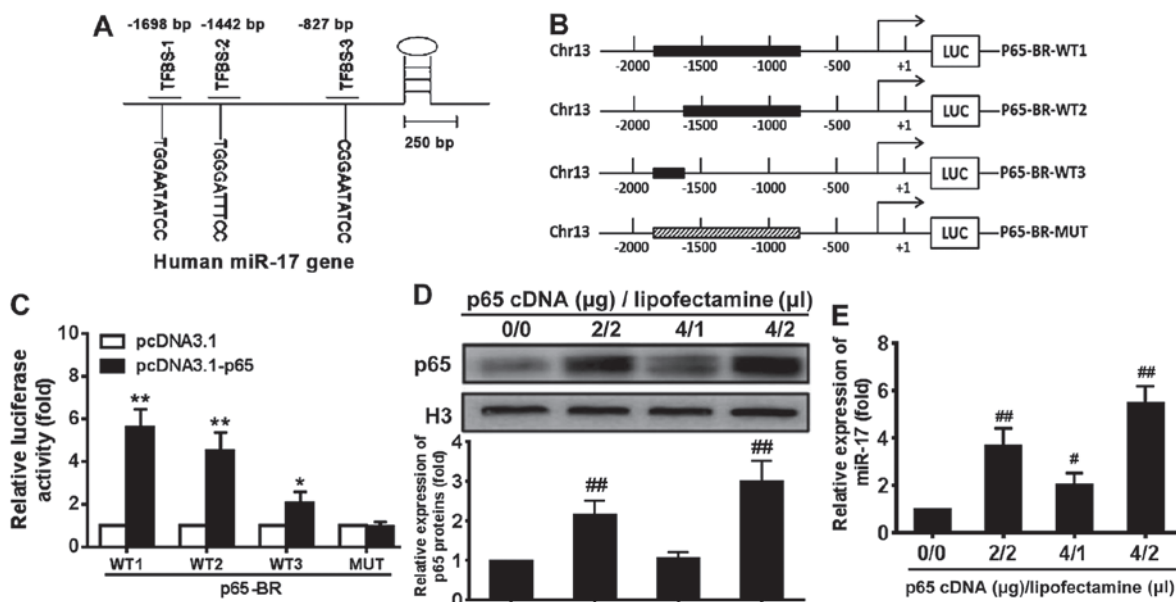 A
-1698 bp -1442 bp -827 bp
TFBS-1 TFBS-2 TFBS-3
TGGAATATCC TGGGATTTCC CGGAATATCC
250 bp
Human miR-17 gene
B
Chr13 LUC P65-BR-WT1
-2000 -1500 -1000 -500 +1
Chr13 LUC P65-BR-WT2
-2000 -1500 -1000 -500 +1
Chr13 LUC P65-BR-WT3
-2000 -1500 -1000 -500 +1
Chr13 LUC P65-BR-MUT
-2000 -1500 -1000 -500 +1
C
Relative luciferase
activity (fold)
10
8
6
4
2
0
pcDNA3.1
pcDNA3.1-p65
** ** *
WT1 WT2 WT3 MUT
p65-BR
D
p65 cDNA (μg) / lipofectamine (μl)
0/0 2/2 4/1 4/2
p65
H3
Relative expression of
p65 proteins (fold)
4
3
2
1
0
## ##
E
Relative expression of
miR-17 (fold)
8
6
4
2
0
## # ##
0/0 2/2 4/1 4/2
p65 cDNA (μg)/lipofectamine (μl)